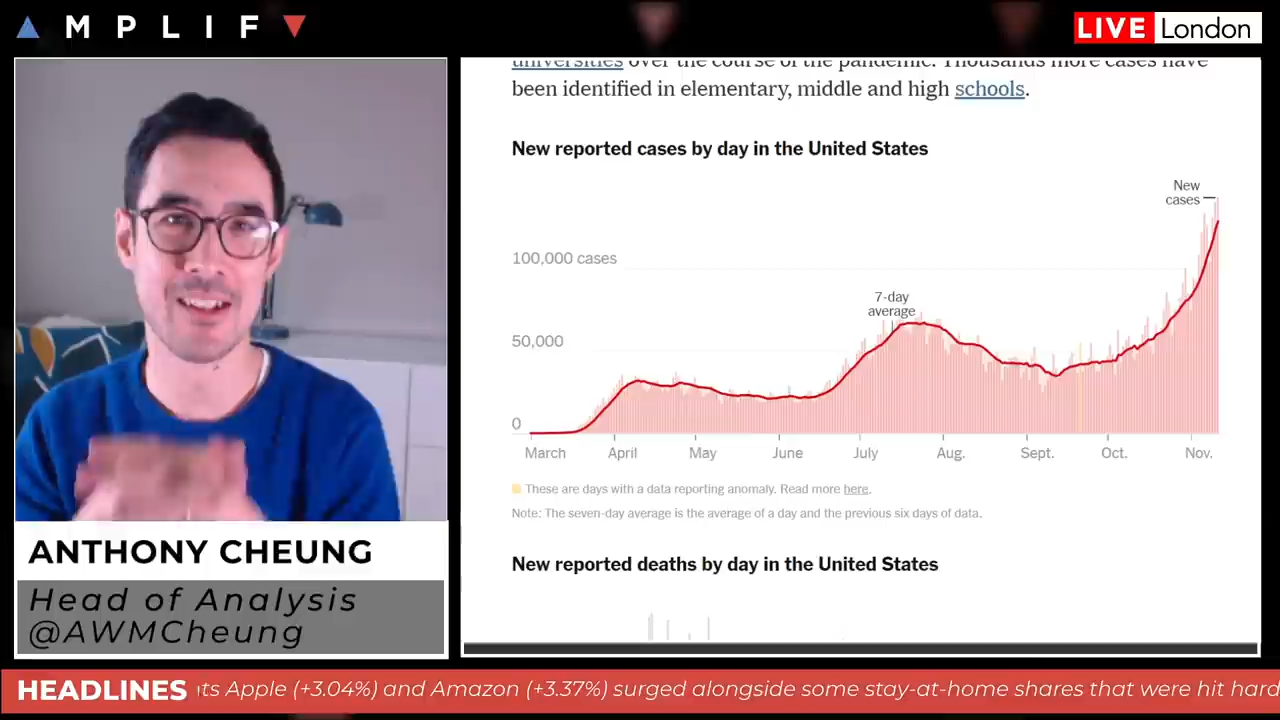 AMPLIFY
LIVE London
universities over the course of the pandemic. Thousands more cases have
been identified in elementary, middle and high schools.
New reported cases by day in the United States
New
cases
100,000 cases
7-day
average
50,000
0
March April May June July Aug. Sept. Oct. Nov.
These are days with a data reporting anomaly. Read more here.
Note: The seven-day average is the average of a day and the previous six days of data.
New reported deaths by day in the United States
ANTHONY CHEUNG
Head of Analysis
@AWMCheung
HEADLINES ts Apple (+3.04%) and Amazon (+3.37%) surged alongside some stay-at-home shares that were hit hard